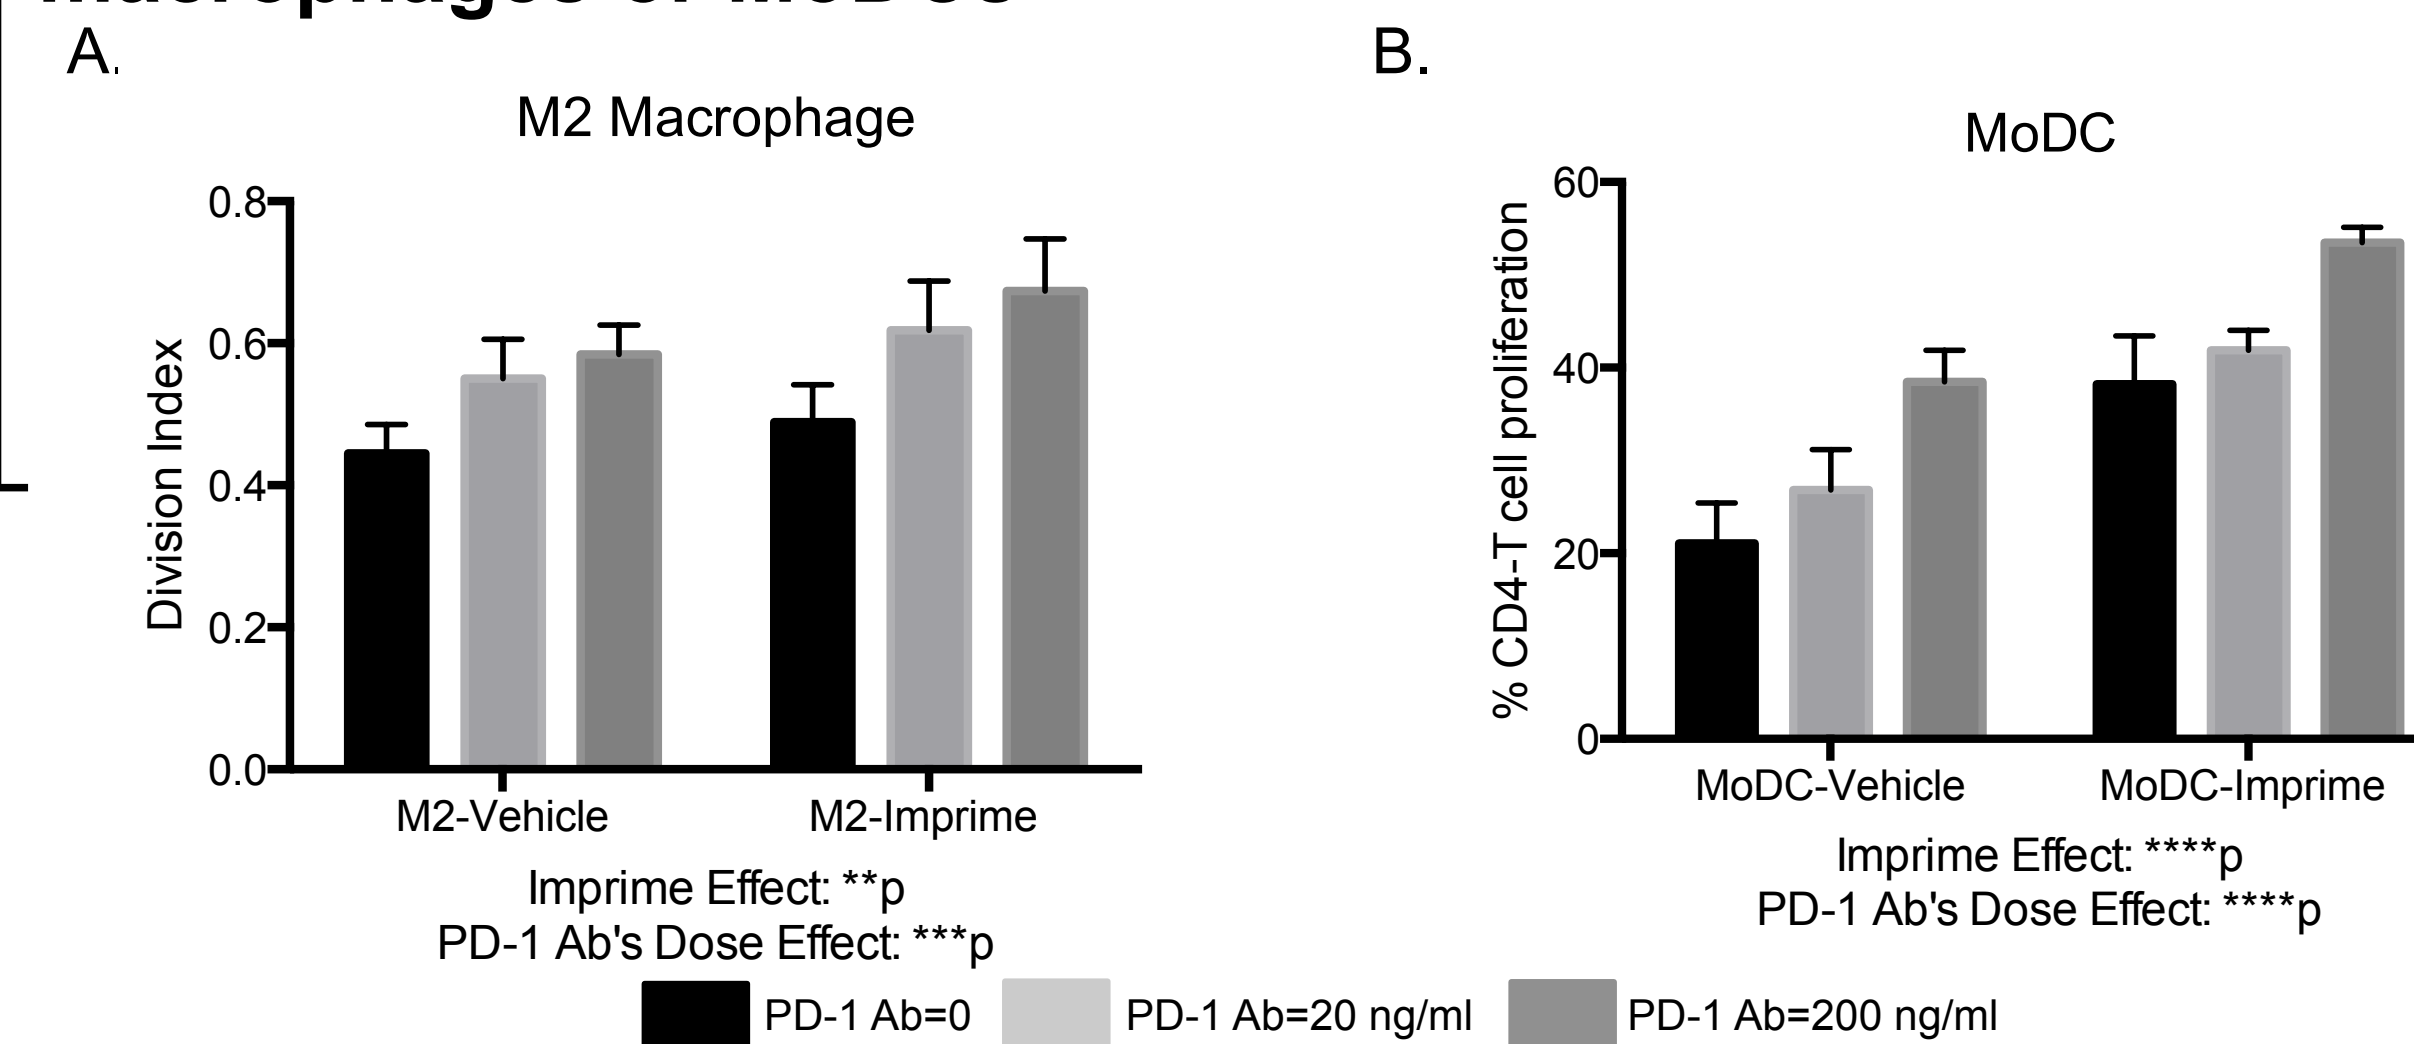 A.
M2 Macrophage
Division Index
0.8
0.6
0.4
0.2
0.0
M2-Vehicle M2-Imprime
Imprime Effect: **p
PD-1 Ab's Dose Effect: ***p
B.
MoDC
% CD4-T cell proliferation
60
40
20
0
MoDC-Vehicle MoDC-Imprime
Imprime Effect: ****p
PD-1 Ab's Dose Effect: ****p
PD-1 Ab=0 PD-1 Ab=20 ng/ml PD-1 Ab=200 ng/ml